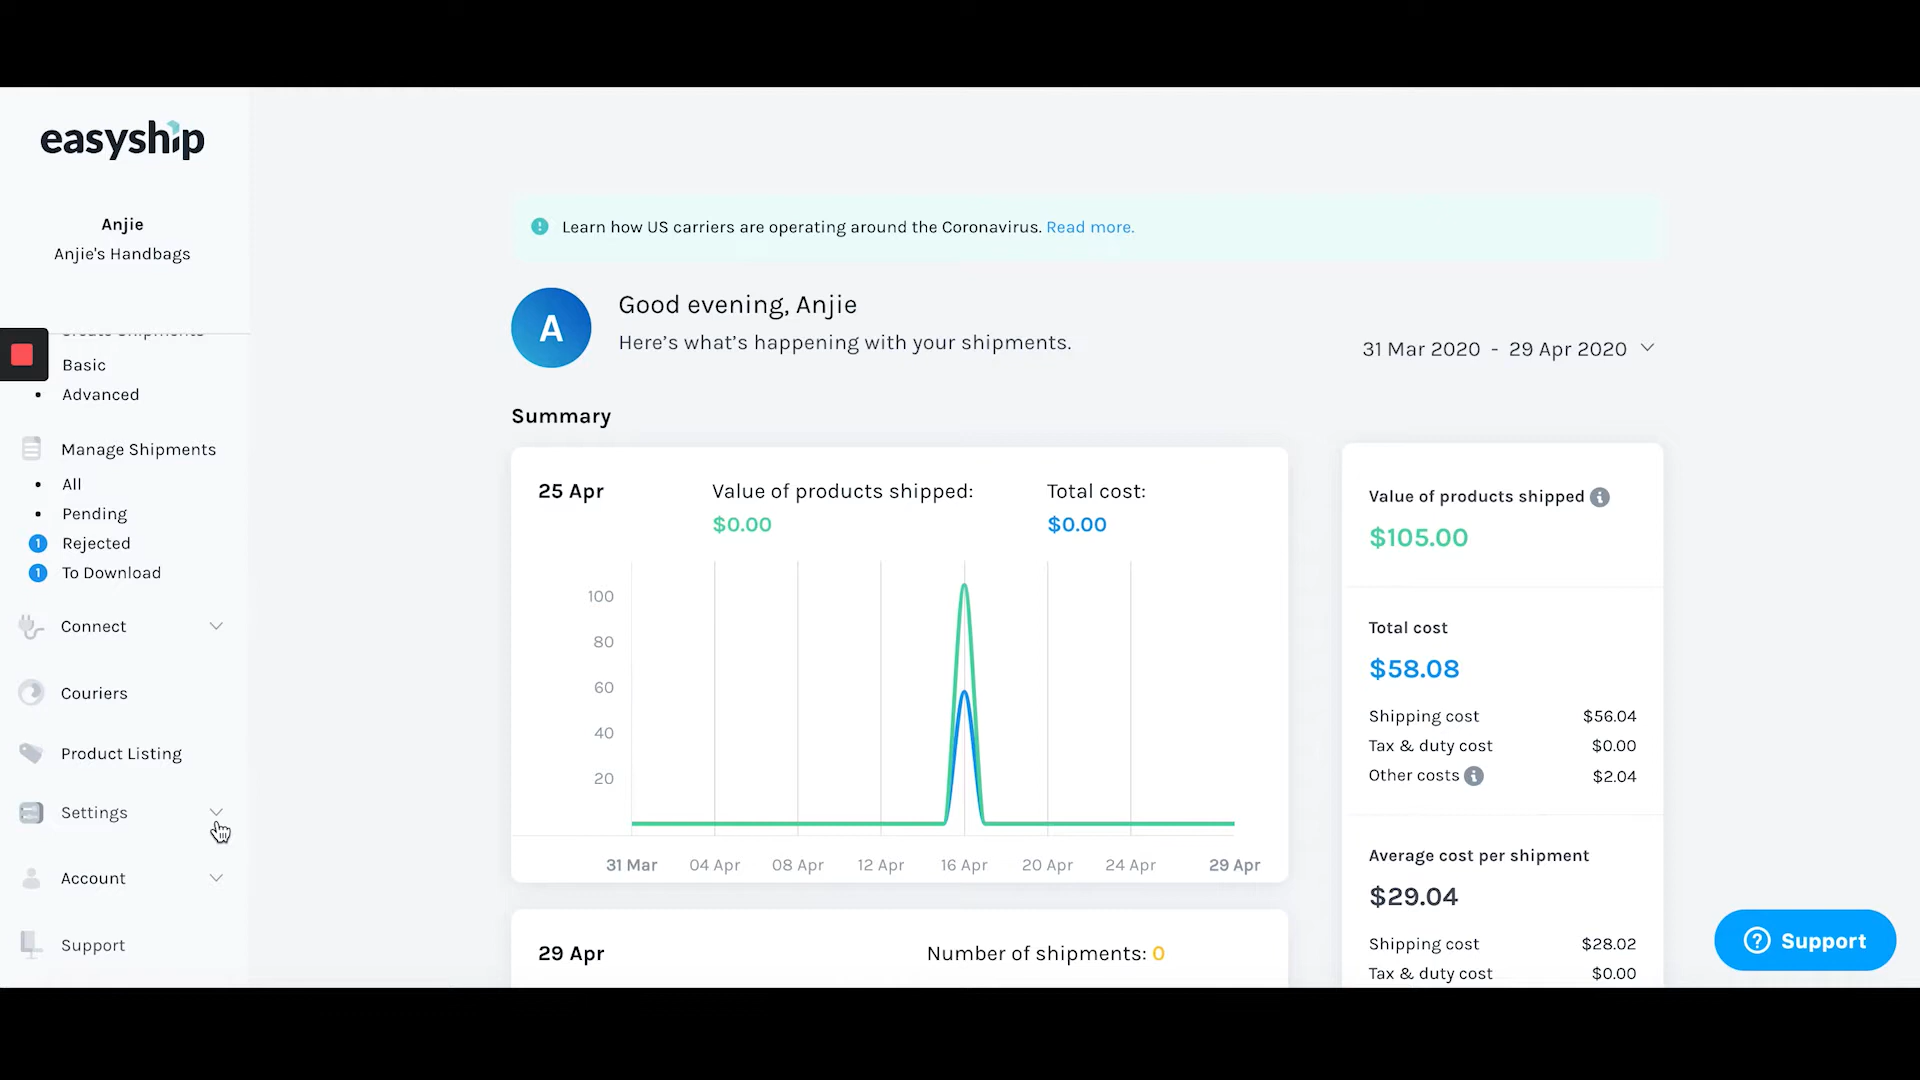 easyship
Anjie
Anjie's Handbags
Create Shipments
Basic
Advanced
Manage Shipments
All
Pending
1 Rejected
1 To Download
Connect
Couriers
Product Listing
Settings
Account
Support
! Learn how US carriers are operating around the Coronavirus. Read more.
A
Good evening, Anjie
Here's what's happening with your shipments.
31 Mar 2020 - 29 Apr 2020
Summary
25 Apr
Value of products shipped:
$0.00
Total cost:
$0.00
100
80
60
40
20
31 Mar 04 Apr 08 Apr 12 Apr 16 Apr 20 Apr 24 Apr 29 Apr
29 Apr
Number of shipments: 0
Value of products shipped i
$105.00
Total cost
$58.08
Shipping cost $56.04
Tax & duty cost $0.00
Other costs i $2.04
Average cost per shipment
$29.04
Shipping cost $28.02
Tax & duty cost $0.00
? Support